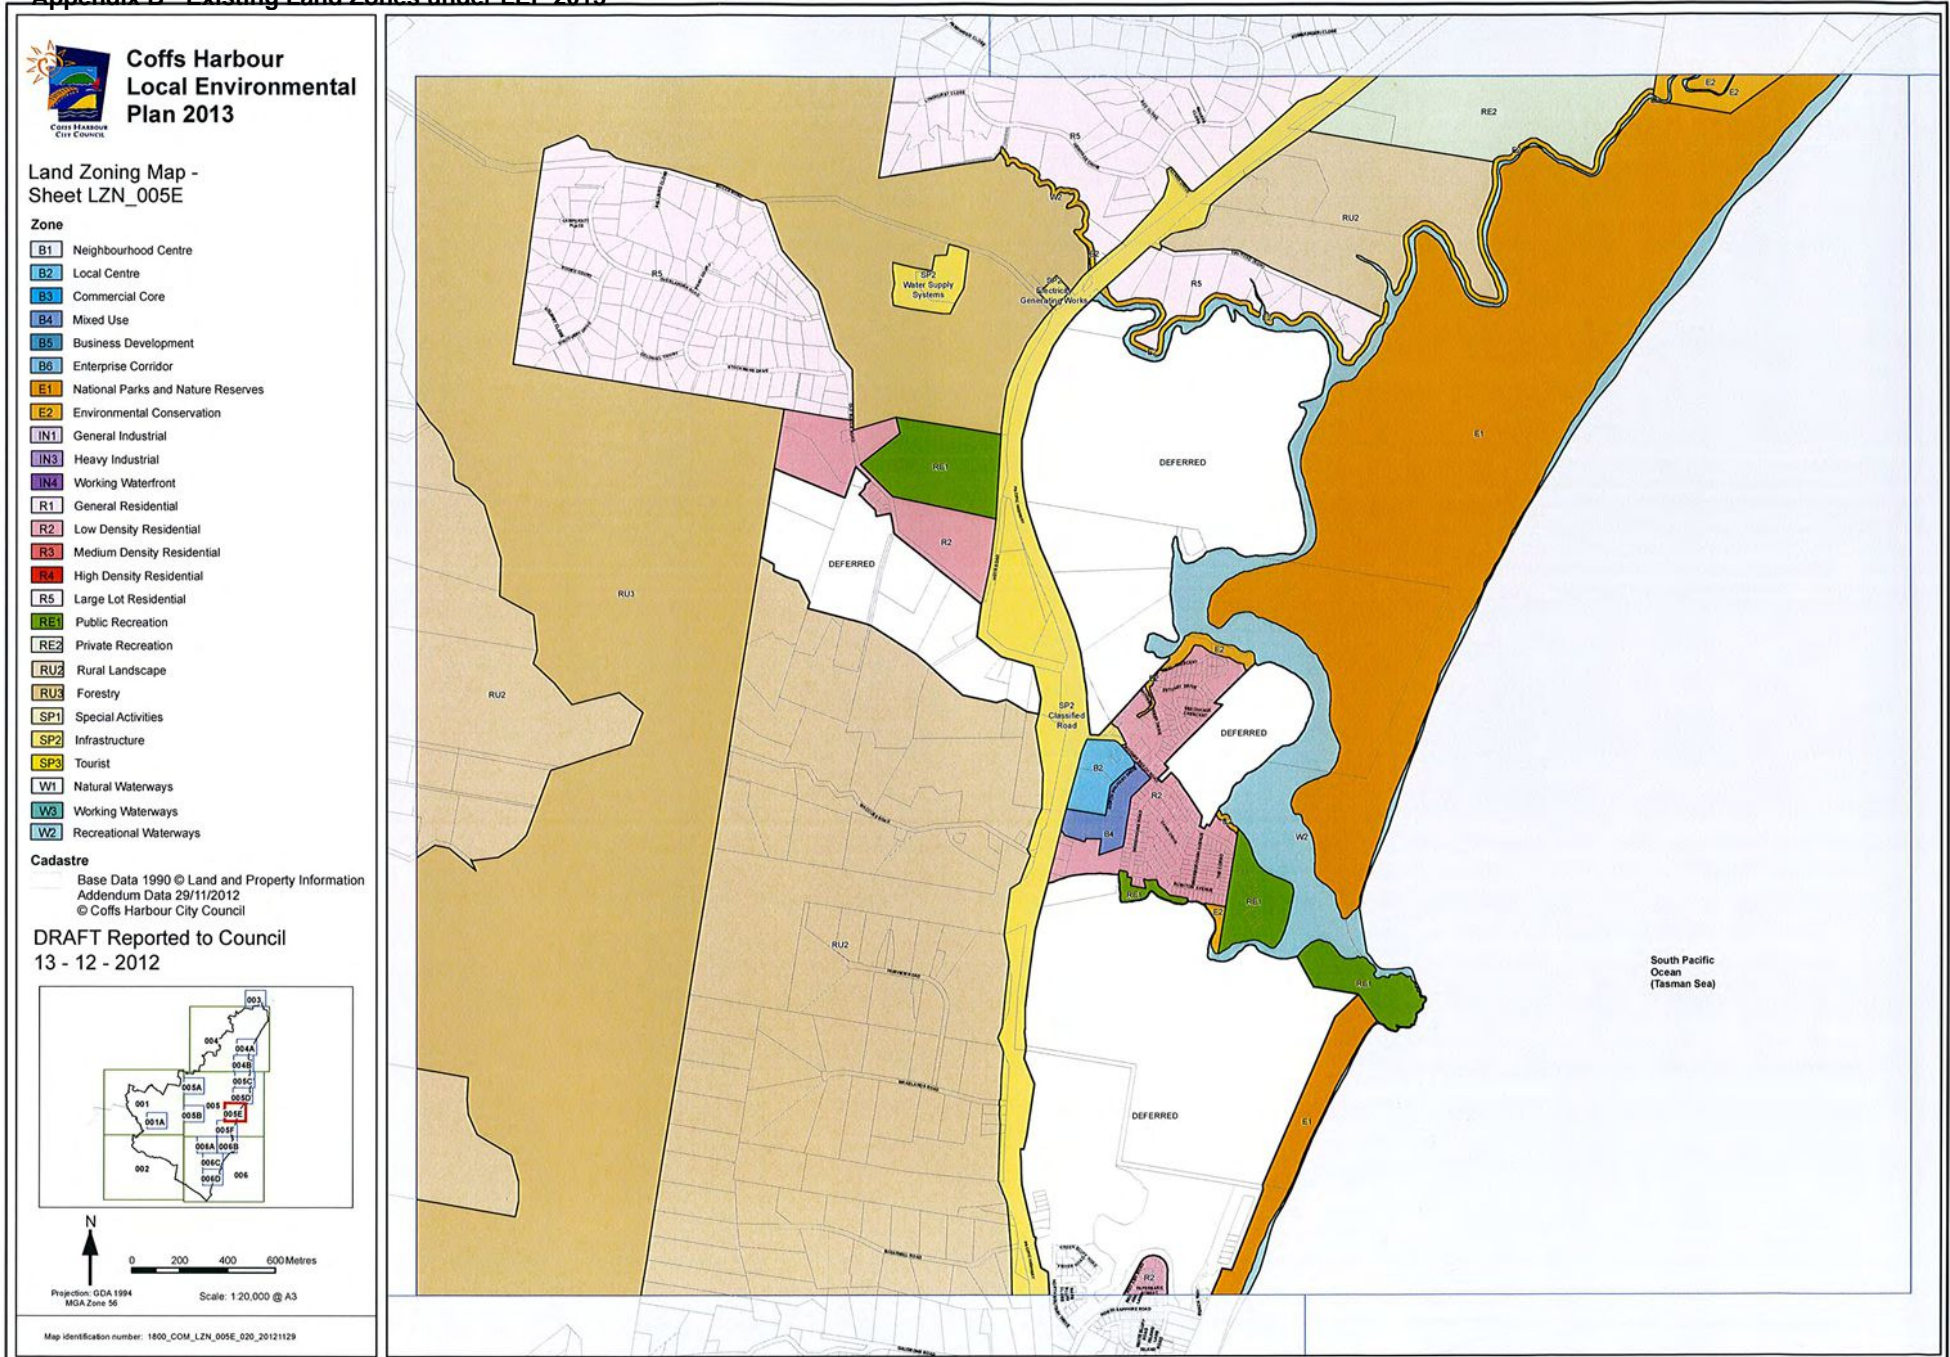 Appendix B - Existing Land Zones under LEP 2013
COFFS HARBOUR
CITY COUNCIL
Coffs Harbour
Local Environmental
Plan 2013
Land Zoning Map -
Sheet LZN_005E
Zone
B1 Neighbourhood Centre
B2 Local Centre
B3 Commercial Core
B4 Mixed Use
B5 Business Development
B6 Enterprise Corridor
E1 National Parks and Nature Reserves
E2 Environmental Conservation
IN1 General Industrial
IN3 Heavy Industrial
IN4 Working Waterfront
R1 General Residential
R2 Low Density Residential
R3 Medium Density Residential
R4 High Density Residential
R5 Large Lot Residential
RE1 Public Recreation
RE2 Private Recreation
RU2 Rural Landscape
RU3 Forestry
SP1 Special Activities
SP2 Infrastructure
SP3 Tourist
W1 Natural Waterways
W3 Working Waterways
W2 Recreational Waterways
Cadastre
Base Data 1990 © Land and Property Information
Addendum Data 29/11/2012
© Coffs Harbour City Council
DRAFT Reported to Council
13 - 12 - 2012
003
004
004A
004B
005C
005A
005D
001
005
005E
005B
001A
005F
006A
006B
002
006C
006
006D
N
0 200 400 600 Metres
Projection: GDA 1994
MGA Zone 56
Scale: 1:20,000 @ A3
Map identification number: 1800_COM_LZN_005E_020_20121129
E2
E2
RE2
R5
E2
W2
RU2
E2
R5
SP2
Water Supply
Systems
SP2
Electricity
Generating Works
R5
E1
DEFERRED
RE1
R2
DEFERRED
RU3
E2
RU2
SP2
Classified
Road
DEFERRED
B2
R2
B4
W2
RE1
RE1
E2
RU2
South Pacific
Ocean
(Tasman Sea)
RE1
DEFERRED
E1
R2